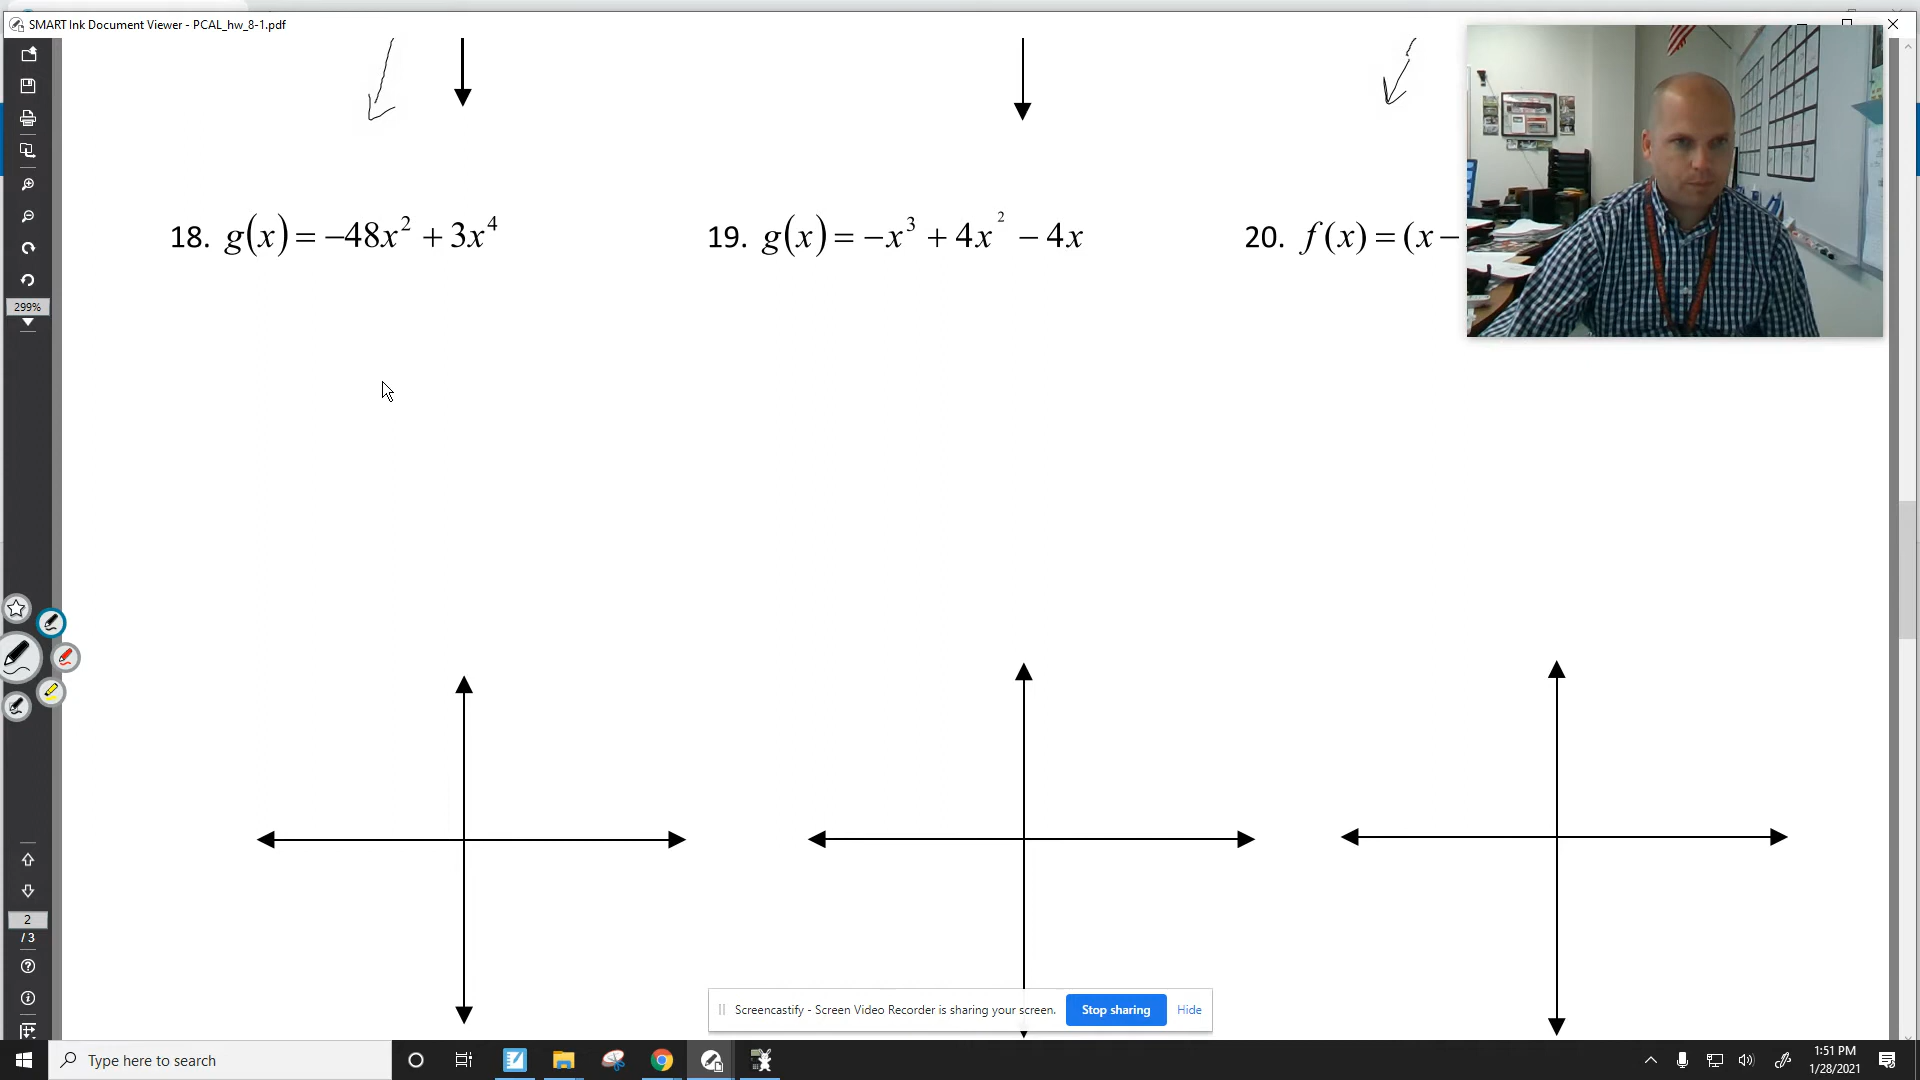 SMART Ink Document Viewer - PCAL_hw_8-1.pdf
18. g(x) = −48x² + 3x⁴
19. g(x) = −x³ + 4x² − 4x
20. f(x) = (x−
299%
2
/ 3
Screencastify - Screen Video Recorder is sharing your screen.
Stop sharing
Hide
Type here to search
1:51 PM
1/28/2021